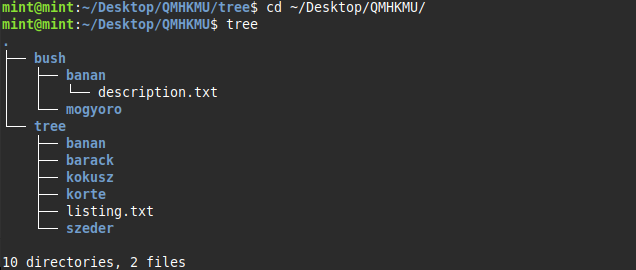 mint@mint:~/Desktop/QMHKMU/tree$ cd ~/Desktop/QMHKMU/
mint@mint:~/Desktop/QMHKMU$ tree
.
├── bush
│   ├── banan
│   │   └── description.txt
│   └── mogyoro
└── tree
    ├── banan
    ├── barack
    ├── kokusz
    ├── korte
    ├── listing.txt
    └── szeder
10 directories, 2 files